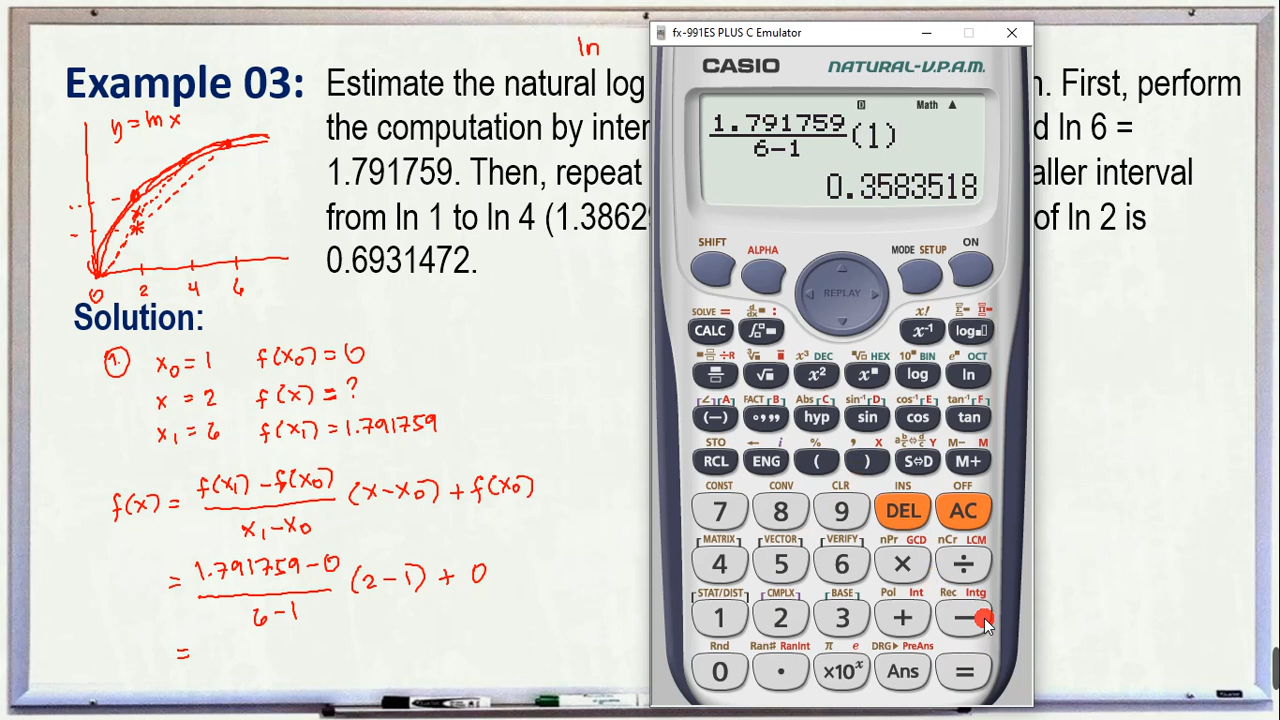 ln
Example 03: Estimate the natural log
n. First, perform
the computation by inter
d ln 6 =
1.791759. Then, repeat
aller interval
from ln 1 to ln 4 (1.3862
of ln 2 is
0.6931472.
y = ln x
0 2 4 6
Solution:
1. x0 = 1 f(x0) = 0
x = 2 f(x) = ?
x1 = 6 f(x1) = 1.791759
f(x) = f(x1) - f(x0) / x1 - x0 (x - x0) + f(x0)
= 1.791759 - 0 / 6 - 1 (2 - 1) + 0
=
fx-991ES PLUS C Emulator
CASIO NATURAL-V.P.A.M.
D Math ▲
1.791759 / 6-1 (1)
0.3583518
SHIFT ALPHA MODE SETUP ON
REPLAY
SOLVE = d/dx= : x! Σ= Π=
CALC ∫□= x⁻¹ log□□
÷R ³√ x³ DEC ■√ HEX 10■ BIN e■ OCT
√■ x² x■ log ln
∠ A FACT B Abs C sin⁻¹ D cos⁻¹ E tan⁻¹ F
(−) °,,, hyp sin cos tan
STO ← i % , X a b/c⇔d/c Y M− M
RCL ENG ( ) S⇔D M+
CONST CONV CLR INS OFF
7 8 9 DEL AC
MATRIX VECTOR VERIFY nPr GCD nCr LCM
4 5 6 × ÷
STAT/DIST CMPLX BASE Pol Int Rec Intg
1 2 3 + −
Rnd Ran# RanInt π e DRG▶ PreAns
0 · ×10ˣ Ans =